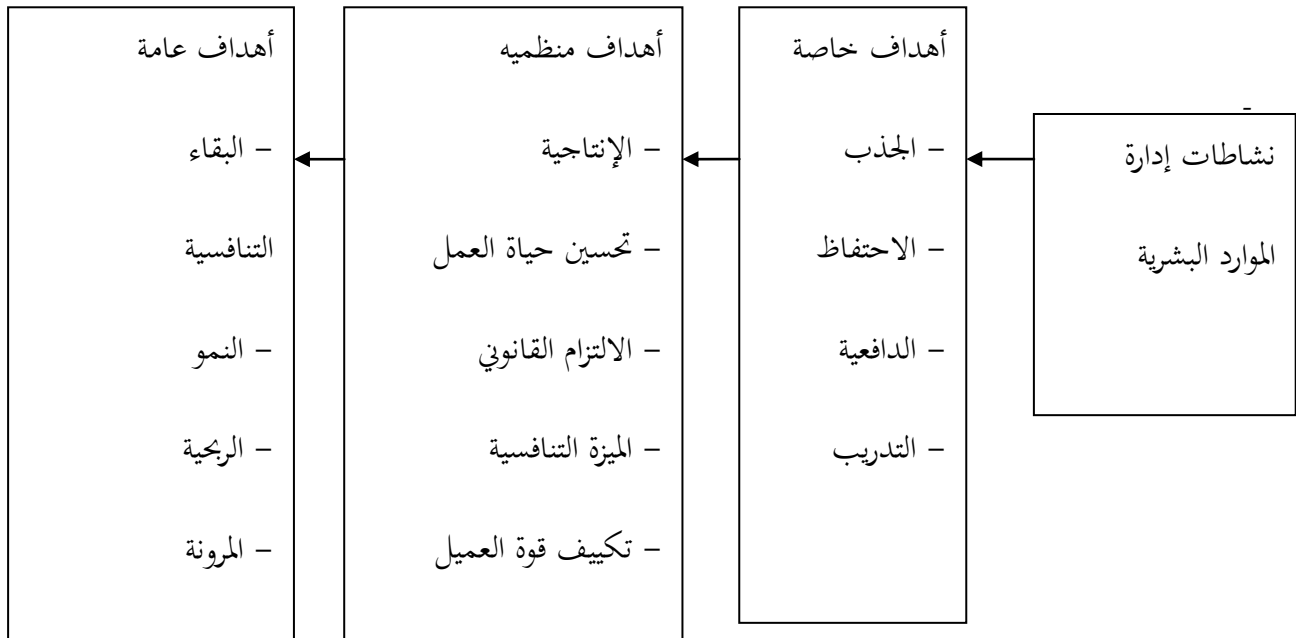 نشاطات إدارة
الموارد البشرية
أهداف خاصة
– الجذب
– الاحتفاظ
– الدافعية
– التدريب
أهداف منظميه
– الإنتاجية
– تحسين حياة العمل
– الالتزام القانوني
– الميزة التنافسية
– تكييف قوة العميل
أهداف عامة
– البقاء
التنافسية
– النمو
– الربحية
– المرونة